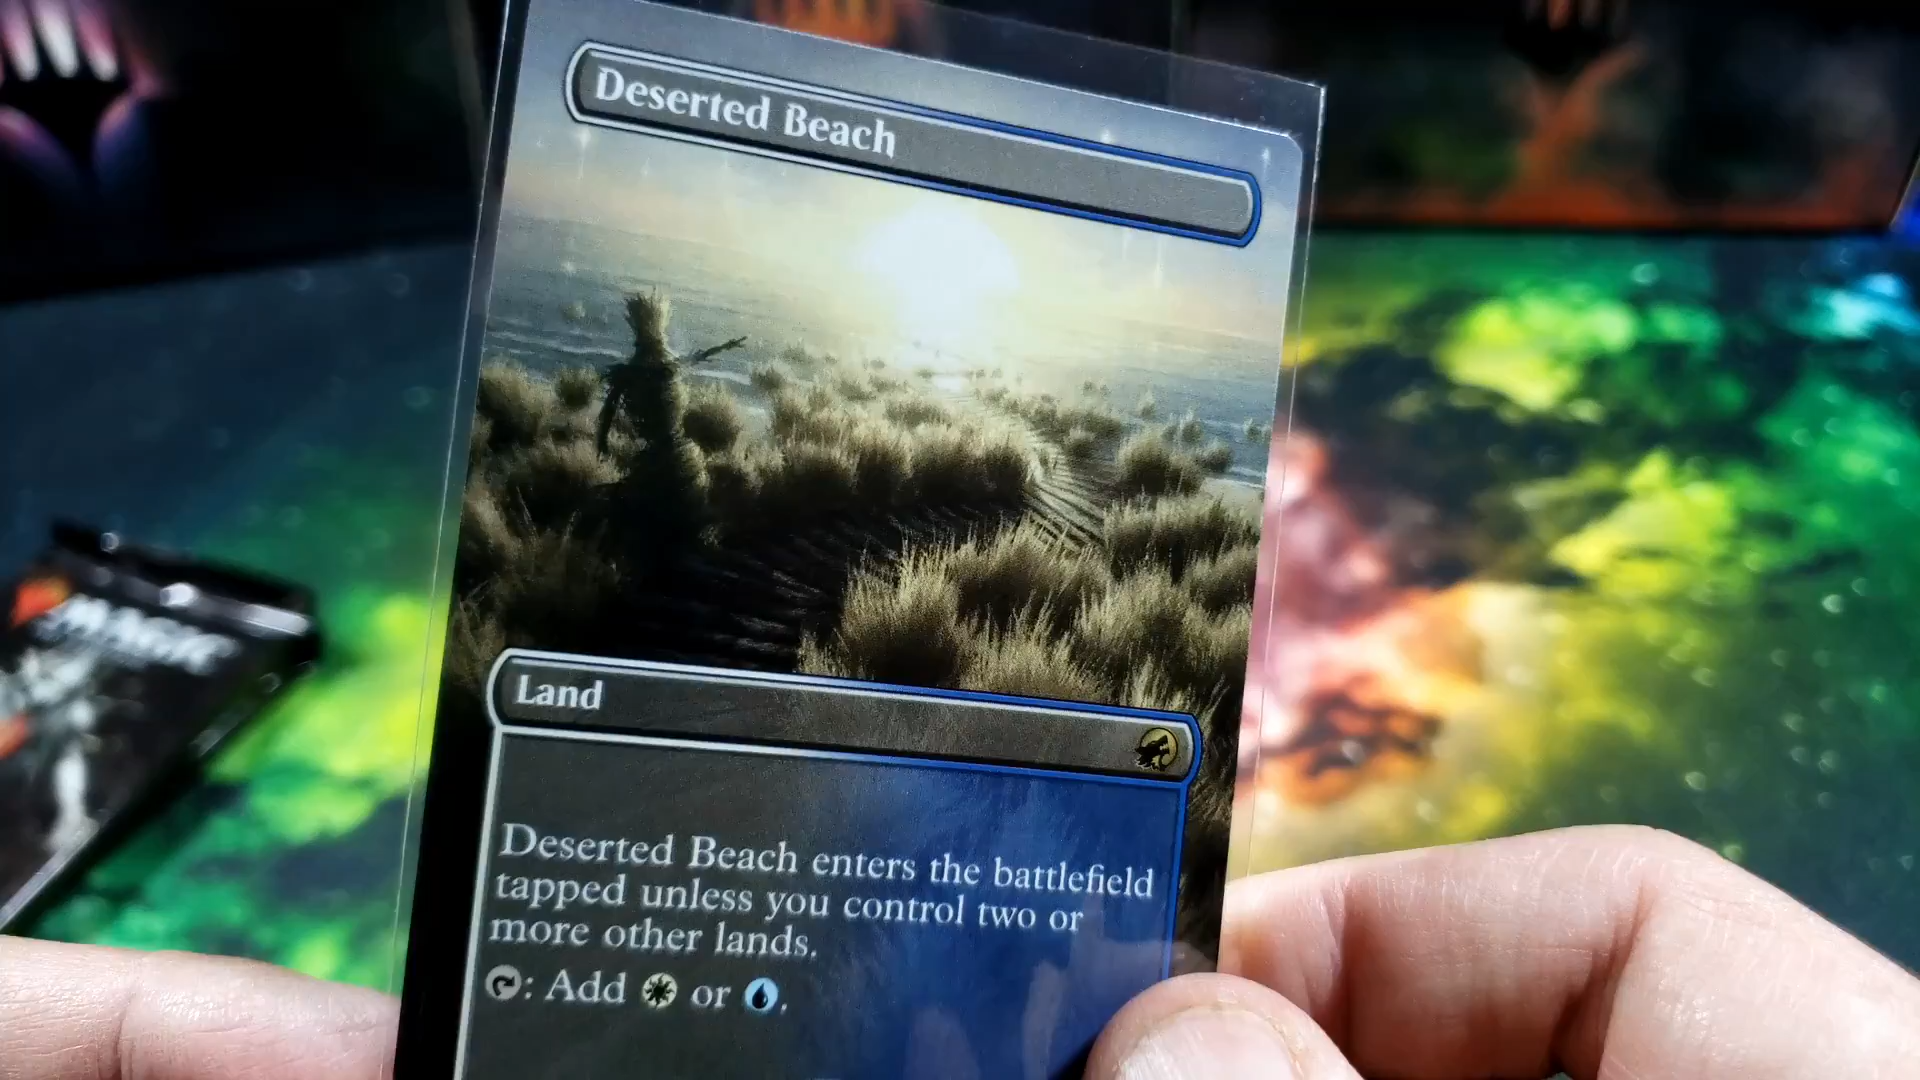 Deserted Beach
Land
Deserted Beach enters the battlefield
tapped unless you control two or
more other lands.
: Add or .
MAGIC